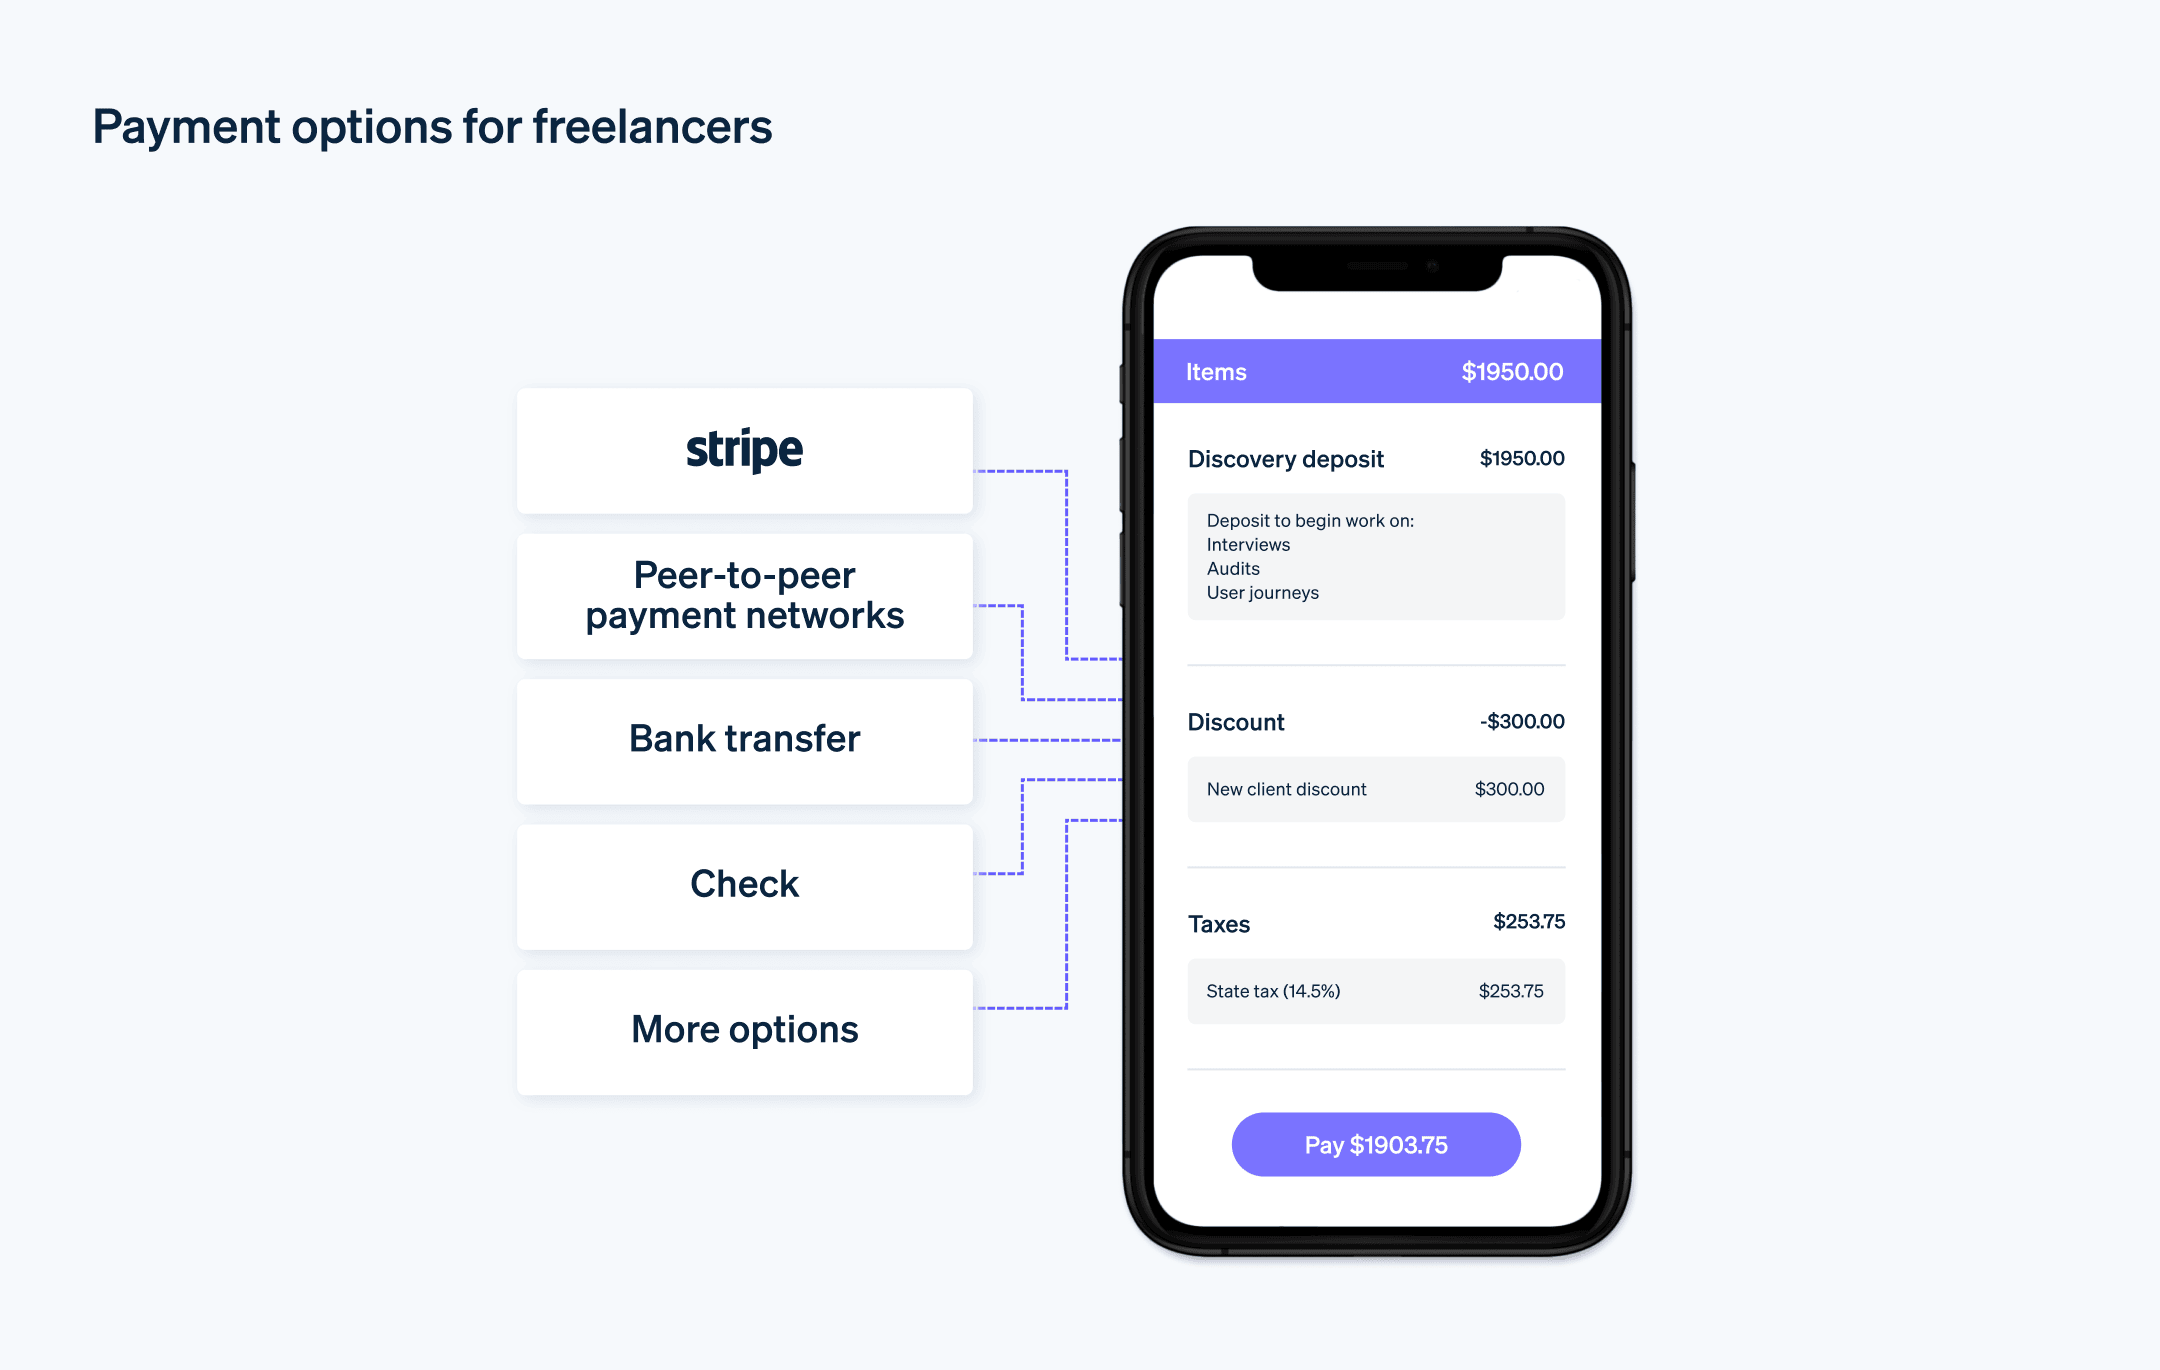 Payment options for freelancers
stripe
Peer-to-peer
payment networks
Bank transfer
Check
More options
Items $1950.00
Discovery deposit $1950.00
Deposit to begin work on:
Interviews
Audits
User journeys
Discount -$300.00
New client discount $300.00
Taxes $253.75
State tax (14.5%) $253.75
Pay $1903.75